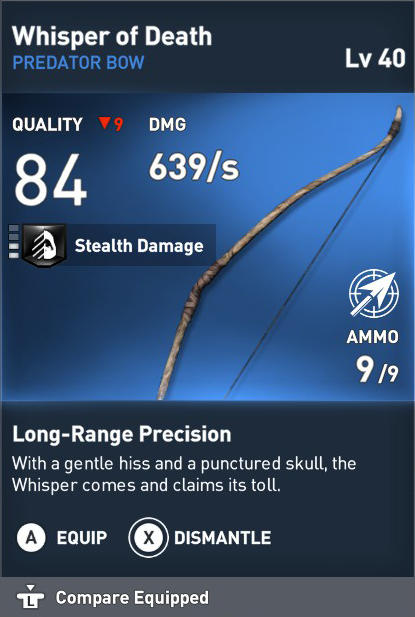 Whisper of Death
PREDATOR BOW
Lv 40
QUALITY ▼9 DMG
84 639/s
Stealth Damage
AMMO
9/9
Long-Range Precision
With a gentle hiss and a punctured skull, the
Whisper comes and claims its toll.
A EQUIP X DISMANTLE
L Compare Equipped